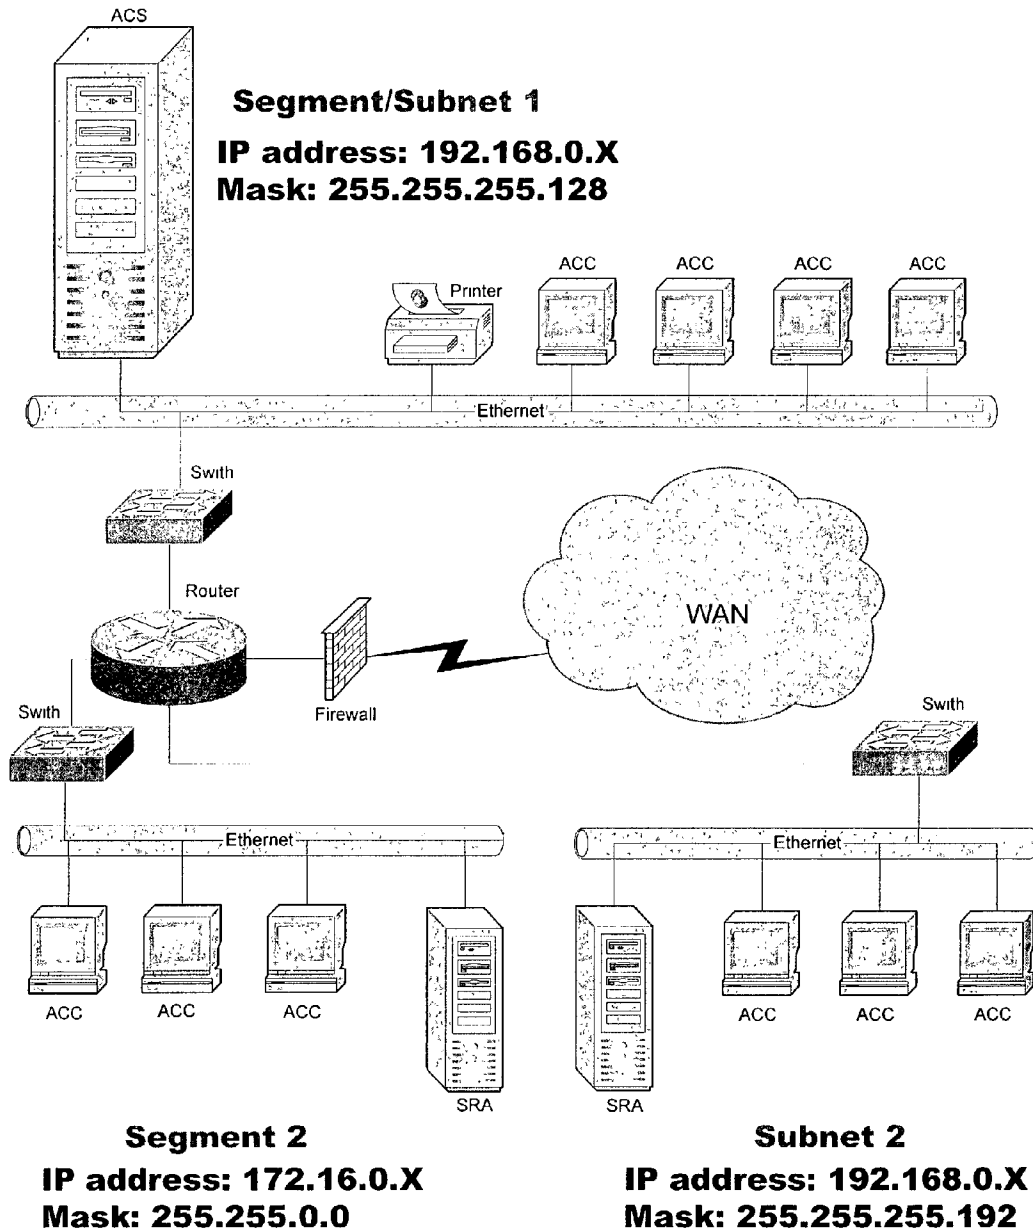 ACS
Segment/Subnet 1
IP address: 192.168.0.X
Mask: 255.255.255.128
Printer
ACC
ACC
ACC
ACC
Ethernet
Swith
Router
WAN
Firewall
Swith
Swith
Ethernet
Ethernet
ACC
ACC
ACC
SRA
SRA
ACC
ACC
ACC
Segment 2
IP address: 172.16.0.X
Mask: 255.255.0.0
Subnet 2
IP address: 192.168.0.X
Mask: 255.255.255.192